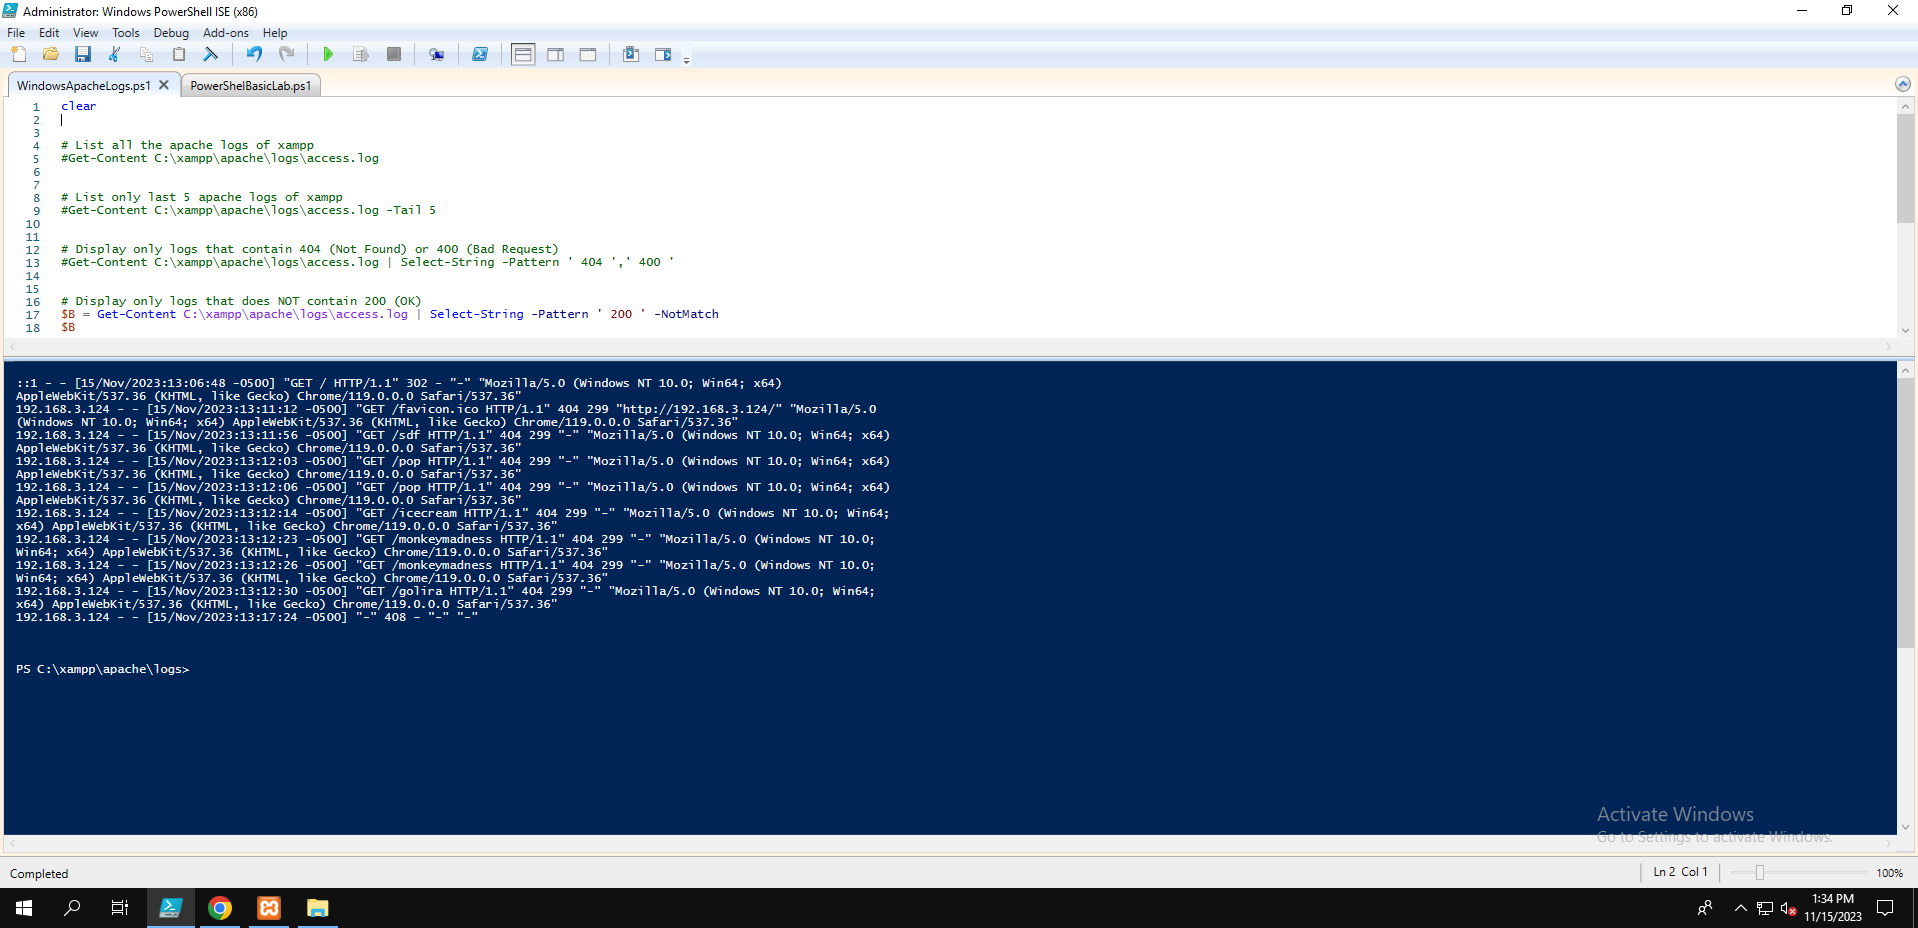 Administrator: Windows PowerShell ISE (x86)
File Edit View Tools Debug Add-ons Help
WindowsApacheLogs.ps1 PowerShelBasicLab.ps1
1 clear
2
3
4 # List all the apache logs of xampp
5 #Get-Content C:\xampp\apache\logs\access.log
6
7
8 # List only last 5 apache logs of xampp
9 #Get-Content C:\xampp\apache\logs\access.log -Tail 5
10
11
12 # Display only logs that contain 404 (Not Found) or 400 (Bad Request)
13 #Get-Content C:\xampp\apache\logs\access.log | Select-String -Pattern ' 404 ',' 400 '
14
15
16 # Display only logs that does NOT contain 200 (OK)
17 $B = Get-Content C:\xampp\apache\logs\access.log | Select-String -Pattern ' 200 ' -NotMatch
18 $B
::1 - - [15/Nov/2023:13:06:48 -0500] "GET / HTTP/1.1" 302 - "-" "Mozilla/5.0 (Windows NT 10.0; Win64; x64)
AppleWebKit/537.36 (KHTML, like Gecko) Chrome/119.0.0.0 Safari/537.36"
192.168.3.124 - - [15/Nov/2023:13:11:12 -0500] "GET /favicon.ico HTTP/1.1" 404 299 "http://192.168.3.124/" "Mozilla/5.0
(Windows NT 10.0; Win64; x64) AppleWebKit/537.36 (KHTML, like Gecko) Chrome/119.0.0.0 Safari/537.36"
192.168.3.124 - - [15/Nov/2023:13:11:56 -0500] "GET /sdf HTTP/1.1" 404 299 "-" "Mozilla/5.0 (Windows NT 10.0; Win64; x64)
AppleWebKit/537.36 (KHTML, like Gecko) Chrome/119.0.0.0 Safari/537.36"
192.168.3.124 - - [15/Nov/2023:13:12:03 -0500] "GET /pop HTTP/1.1" 404 299 "-" "Mozilla/5.0 (Windows NT 10.0; Win64; x64)
AppleWebKit/537.36 (KHTML, like Gecko) Chrome/119.0.0.0 Safari/537.36"
192.168.3.124 - - [15/Nov/2023:13:12:06 -0500] "GET /pop HTTP/1.1" 404 299 "-" "Mozilla/5.0 (Windows NT 10.0; Win64; x64)
AppleWebKit/537.36 (KHTML, like Gecko) Chrome/119.0.0.0 Safari/537.36"
192.168.3.124 - - [15/Nov/2023:13:12:14 -0500] "GET /icecream HTTP/1.1" 404 299 "-" "Mozilla/5.0 (Windows NT 10.0; Win64;
x64) AppleWebKit/537.36 (KHTML, like Gecko) Chrome/119.0.0.0 Safari/537.36"
192.168.3.124 - - [15/Nov/2023:13:12:23 -0500] "GET /monkeymadness HTTP/1.1" 404 299 "-" "Mozilla/5.0 (Windows NT 10.0;
Win64; x64) AppleWebKit/537.36 (KHTML, like Gecko) Chrome/119.0.0.0 Safari/537.36"
192.168.3.124 - - [15/Nov/2023:13:12:26 -0500] "GET /monkeymadness HTTP/1.1" 404 299 "-" "Mozilla/5.0 (Windows NT 10.0;
Win64; x64) AppleWebKit/537.36 (KHTML, like Gecko) Chrome/119.0.0.0 Safari/537.36"
192.168.3.124 - - [15/Nov/2023:13:12:30 -0500] "GET /golira HTTP/1.1" 404 299 "-" "Mozilla/5.0 (Windows NT 10.0; Win64;
x64) AppleWebKit/537.36 (KHTML, like Gecko) Chrome/119.0.0.0 Safari/537.36"
192.168.3.124 - - [15/Nov/2023:13:17:24 -0500] "-" 408 - "-" "-"
PS C:\xampp\apache\logs>
Activate Windows
Go to Settings to activate Windows.
Completed Ln 2 Col 1 100%
1:34 PM
11/15/2023